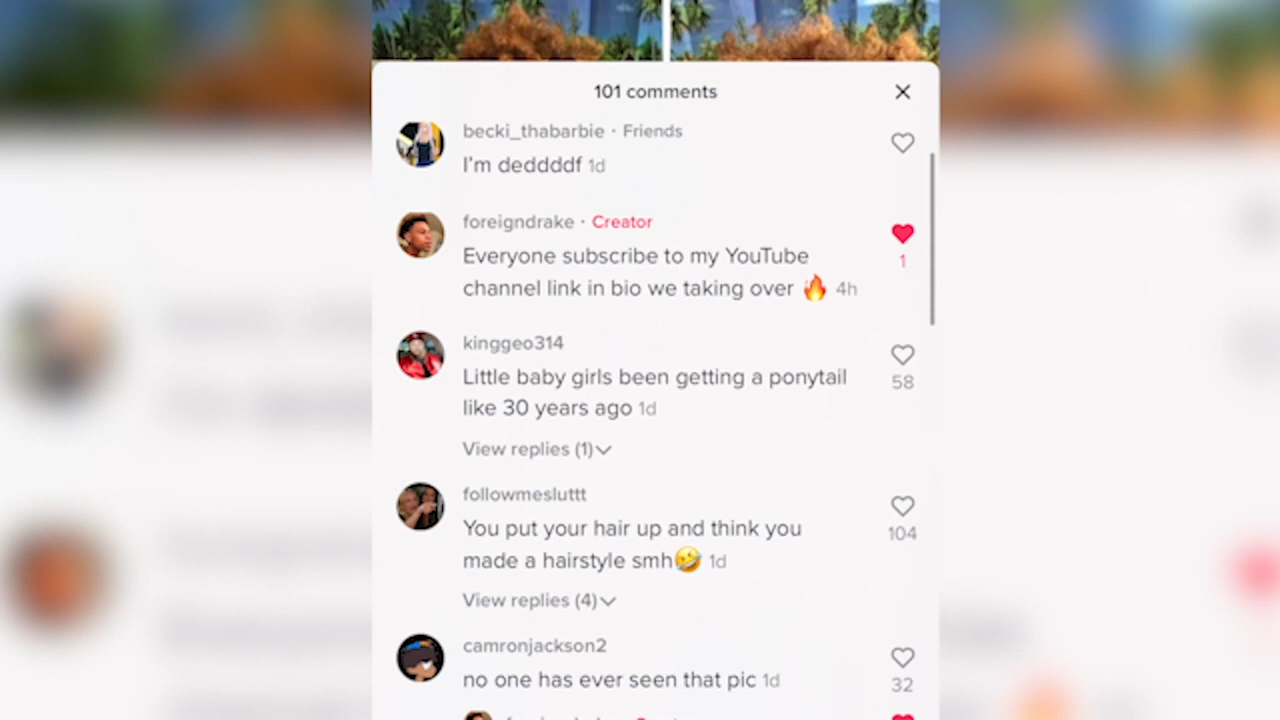 101 comments
becki_thabarbie · Friends
I'm deddddf 1d
foreigndrake · Creator
Everyone subscribe to my YouTube
channel link in bio we taking over 🔥 4h
1
kinggeo314
Little baby girls been getting a ponytail
like 30 years ago 1d
58
View replies (1)
followmesluttt
You put your hair up and think you
made a hairstyle smh🤣 1d
104
View replies (4)
camronjackson2
no one has ever seen that pic 1d
32